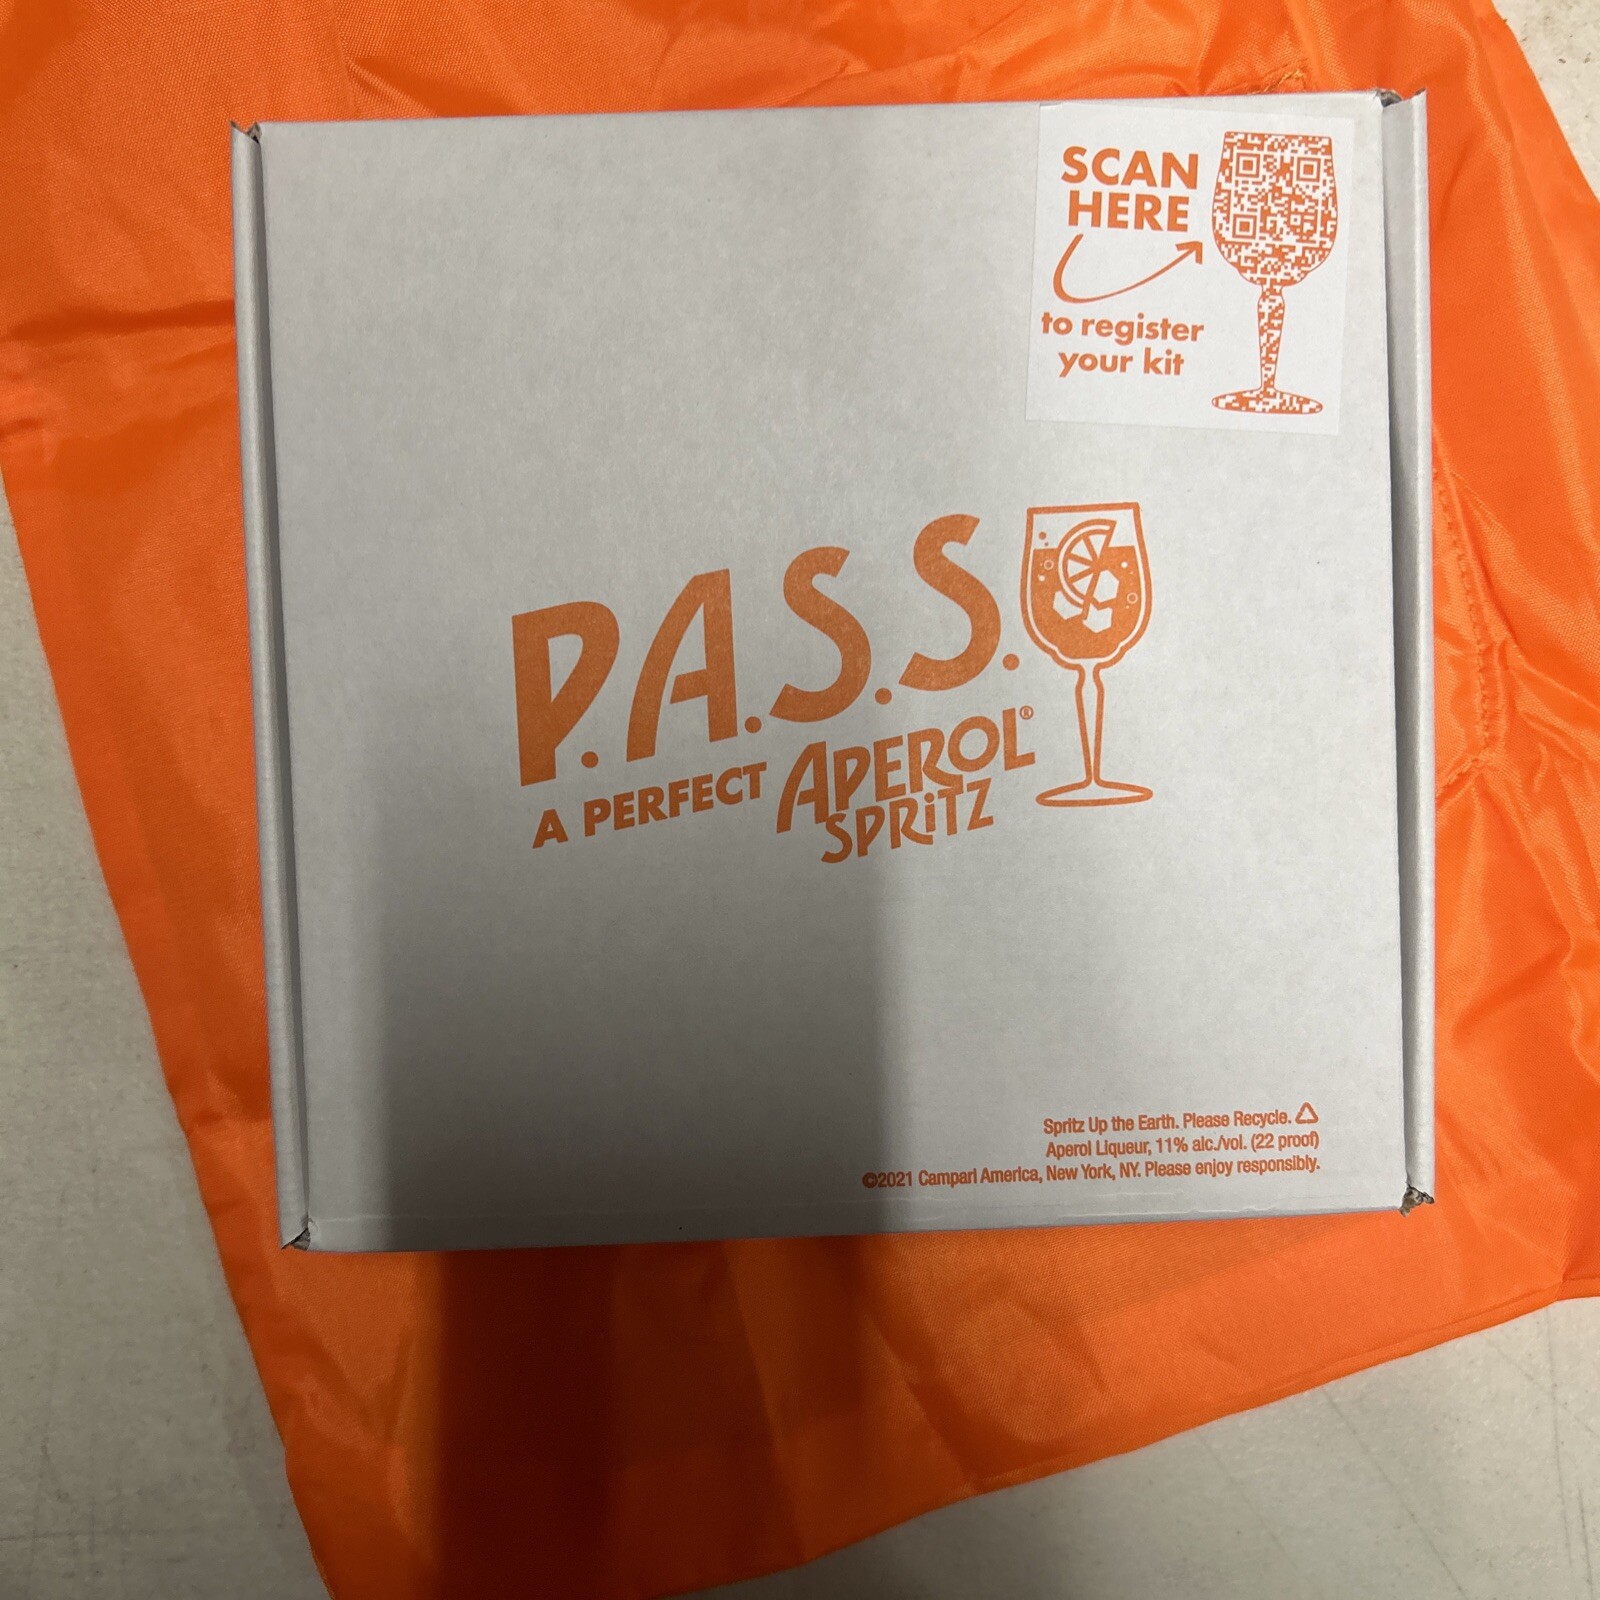 SCAN
HERE
to register
your kit
P.A.S.S.
A PERFECT APEROL®
SPRiTZ
Spritz Up the Earth. Please Recycle.
Aperol Liqueur, 11% alc./vol. (22 proof)
©2021 Campari America, New York, NY. Please enjoy responsibly.